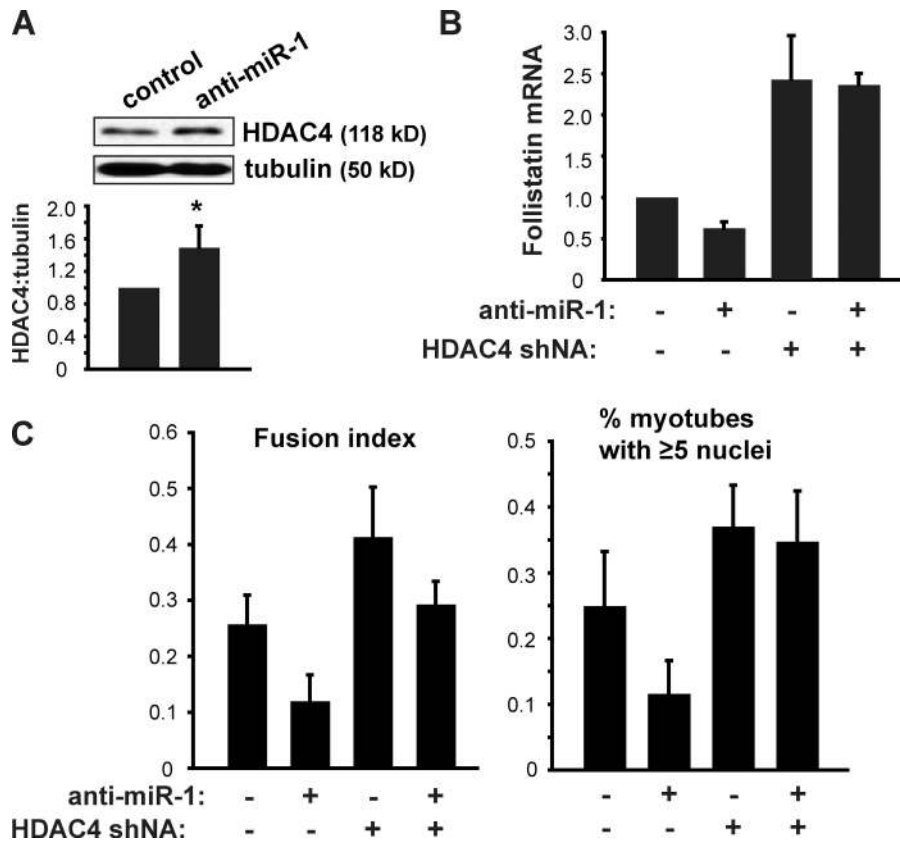 A
control
anti-miR-1
HDAC4 (118 kD)
tubulin (50 kD)
HDAC4:tubulin
2.0
1.6
1.2
0.8
0.4
0
*
B
Follistatin mRNA
3.0
2.5
2.0
1.5
1.0
0.5
0
anti-miR-1: - + - +
HDAC4 shNA: - - + +
C
Fusion index
0.6
0.5
0.4
0.3
0.2
0.1
0
anti-miR-1: - + - +
HDAC4 shNA: - - + +
% myotubes
with ≥5 nuclei
0.5
0.4
0.3
0.2
0.1
0
- + - +
- - + +